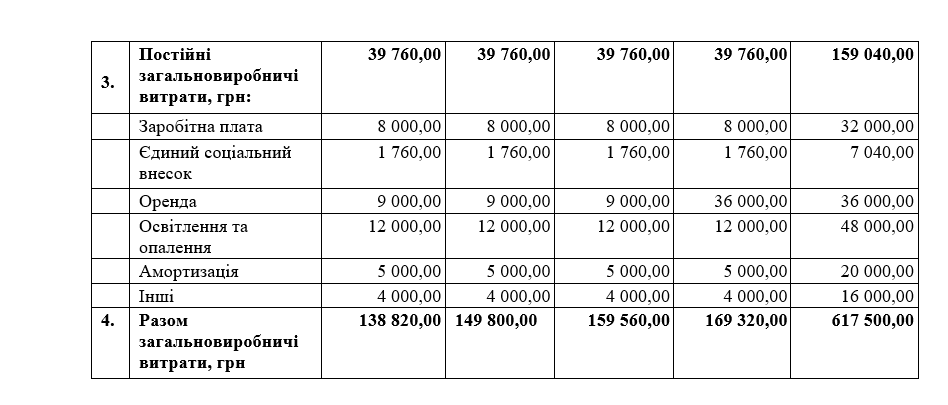 3. Постійні загальновиробничі витрати, грн: 39 760,00 39 760,00 39 760,00 39 760,00 159 040,00
Заробітна плата 8 000,00 8 000,00 8 000,00 8 000,00 32 000,00
Єдиний соціальний внесок 1 760,00 1 760,00 1 760,00 1 760,00 7 040,00
Оренда 9 000,00 9 000,00 9 000,00 36 000,00 36 000,00
Освітлення та опалення 12 000,00 12 000,00 12 000,00 12 000,00 48 000,00
Амортизація 5 000,00 5 000,00 5 000,00 5 000,00 20 000,00
Інші 4 000,00 4 000,00 4 000,00 4 000,00 16 000,00
4. Разом загальновиробничі витрати, грн 138 820,00 149 800,00 159 560,00 169 320,00 617 500,00